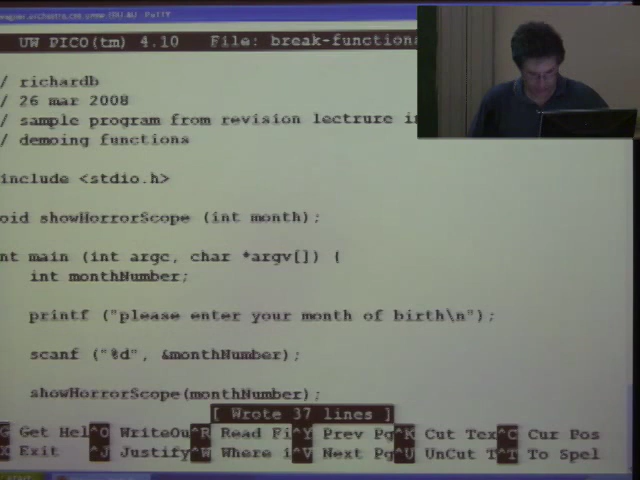 UW PICO(tm) 4.10 File: break-function
/ richardb
/ 26 mar 2008
/ sample program from revision lectrure in
/ demoing functions
include <stdio.h>
oid showHorrorScope (int month);
nt main (int argc, char *argv[]) {
int monthNumber;
printf ("please enter your month of birth\n");
scanf ("%d", &monthNumber);
showHorrorScope(monthNumber);
[ Wrote 37 lines ]
G Get Hel ^O WriteOu ^R Read Fi ^Y Prev Pg ^K Cut Tex ^C Cur Pos
X Exit ^J Justify ^W Where i ^V Next Pg ^U UnCut T ^T To Spel